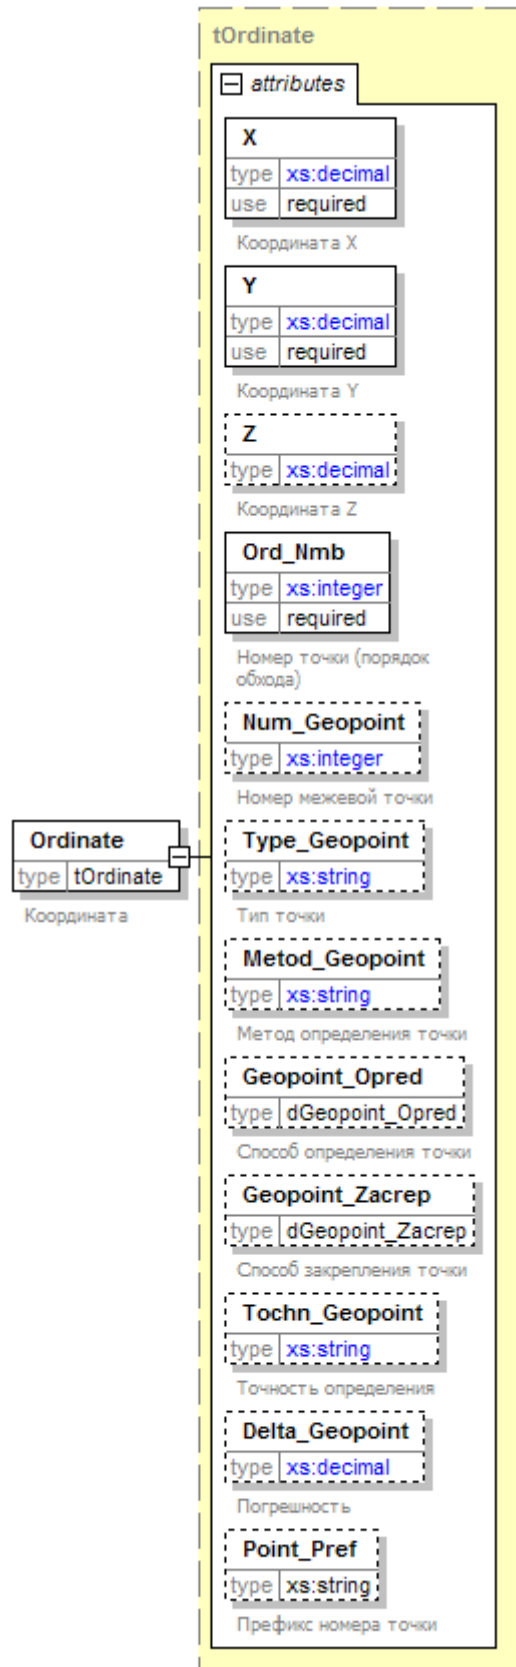 tOrdinate
attributes
X
type xs:decimal
use required
Координата X
Y
type xs:decimal
use required
Координата Y
Z
type xs:decimal
Координата Z
Ord_Nmb
type xs:integer
use required
Номер точки (порядок
обхода)
Num_Geopoint
type xs:integer
Номер межевой точки
Ordinate
type tOrdinate
Координата
Type_Geopoint
type xs:string
Тип точки
Metod_Geopoint
type xs:string
Метод определения точки
Geopoint_Opred
type dGeopoint_Opred
Способ определения точки
Geopoint_Zacrep
type dGeopoint_Zacrep
Способ закрепления точки
Tochn_Geopoint
type xs:string
Точность определения
Delta_Geopoint
type xs:decimal
Погрешность
Point_Pref
type xs:string
Префикс номера точки